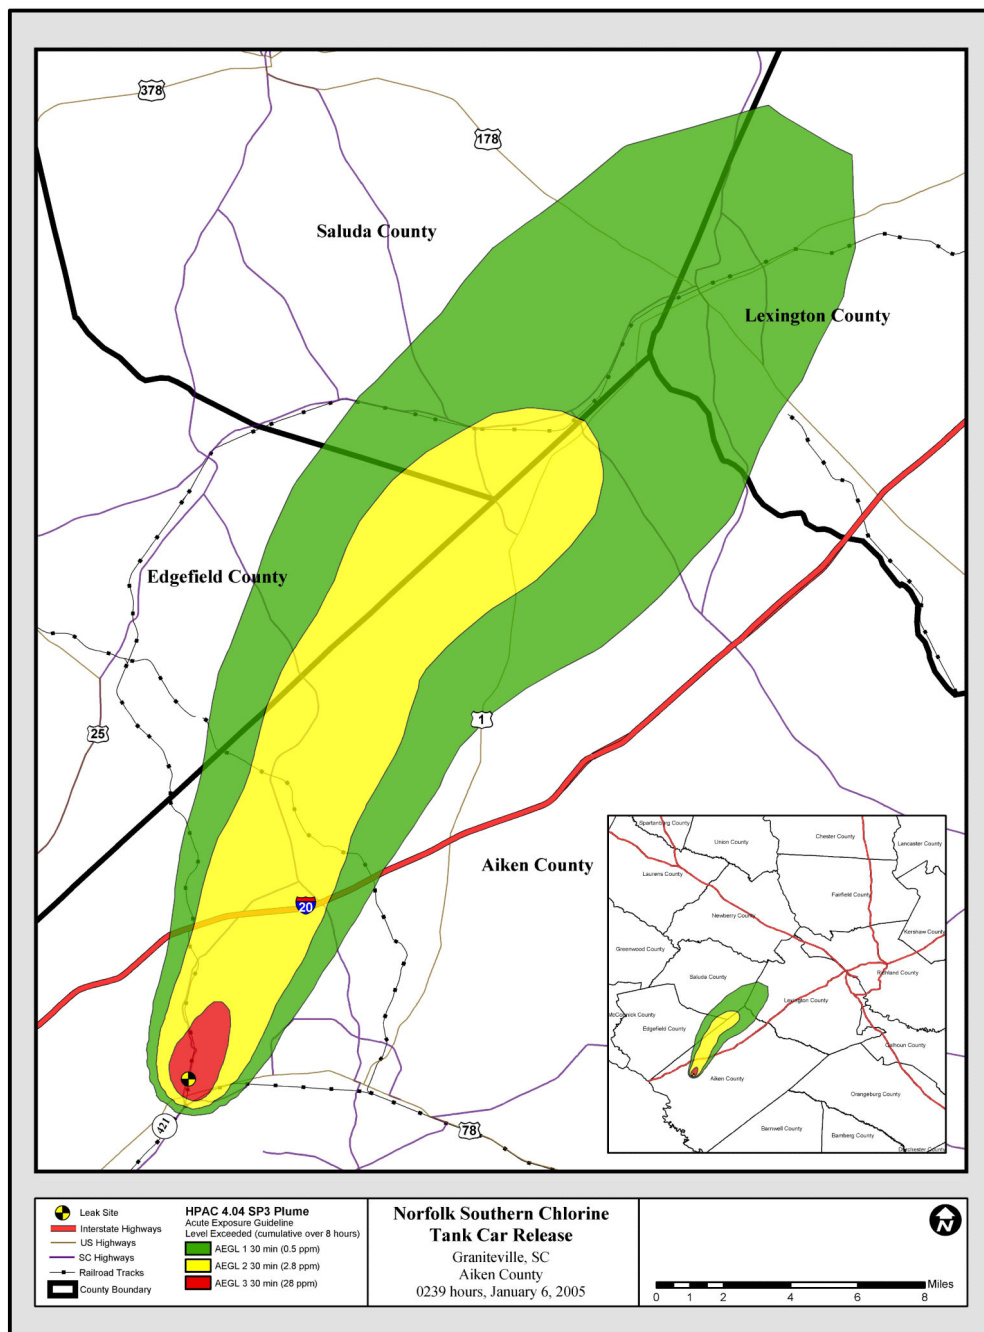 378
178
Saluda County
Lexington County
Edgefield County
25
1
Aiken County
20
421
78
Spartanburg County
Union County
Chester County
Lancaster County
Laurens County
Fairfield County
Newberry County
Kershaw County
Greenwood County
Richland County
Saluda County
Lexington County
McCormick County
Edgefield County
Calhoun County
Aiken County
Orangeburg County
Barnwell County
Bamberg County
Dorchester County
Leak Site
Interstate Highways
US Highways
SC Highways
Railroad Tracks
County Boundary
HPAC 4.04 SP3 Plume
Acute Exposure Guideline
Level Exceeded (cumulative over 8 hours)
AEGL 1 30 min (0.5 ppm)
AEGL 2 30 min (2.8 ppm)
AEGL 3 30 min (28 ppm)
Norfolk Southern Chlorine
Tank Car Release
Graniteville, SC
Aiken County
0239 hours, January 6, 2005
N
Miles
0 1 2 4 6 8